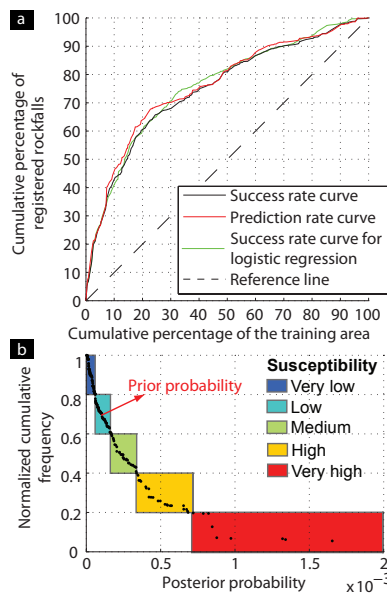 a
Cumulative percentage of
registered rockfalls
100
90
80
70
60
50
40
30
20
10
0
Success rate curve
Prediction rate curve
Success rate curve for
logistic regression
Reference line
0 10 20 30 40 50 60 70 80 90 100
Cumulative percentage of the training area
b
Normalized cumulative
frequency
1
0.8
0.6
0.4
0.2
0
Prior probability
Susceptibility
Very low
Low
Medium
High
Very high
0 0.5 1 1.5 2
×10⁻³
Posterior probability